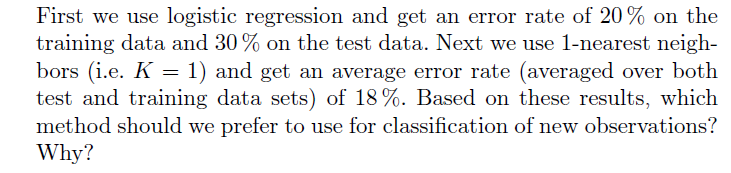 First we use logistic regression and get an error rate of 20 % on the
training data and 30 % on the test data. Next we use 1-nearest neigh-
bors (i.e. K = 1) and get an average error rate (averaged over both
test and training data sets) of 18 %. Based on these results, which
method should we prefer to use for classification of new observations?
Why?